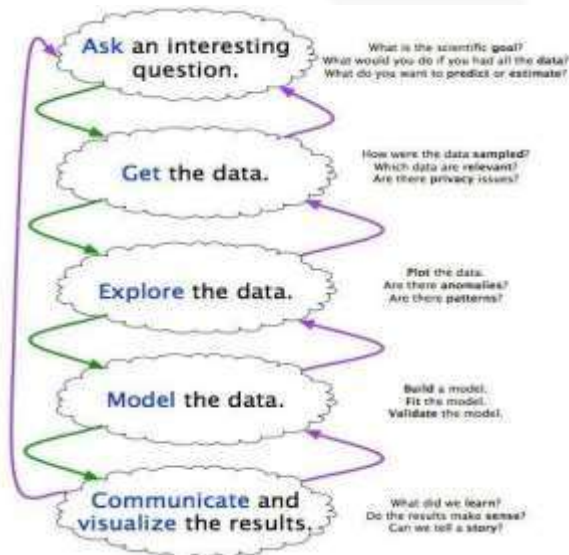 Ask an interesting
question.
What is the scientific goal?
What would you do if you had all the data?
What do you want to predict or estimate?
Get the data.
How were the data sampled?
Which data are relevant?
Are there privacy issues?
Explore the data.
Plot the data.
Are there anomalies?
Are there patterns?
Model the data.
Build a model.
Fit the model.
Validate the model.
Communicate and
visualize the results.
What did we learn?
Do the results make sense?
Can we tell a story?